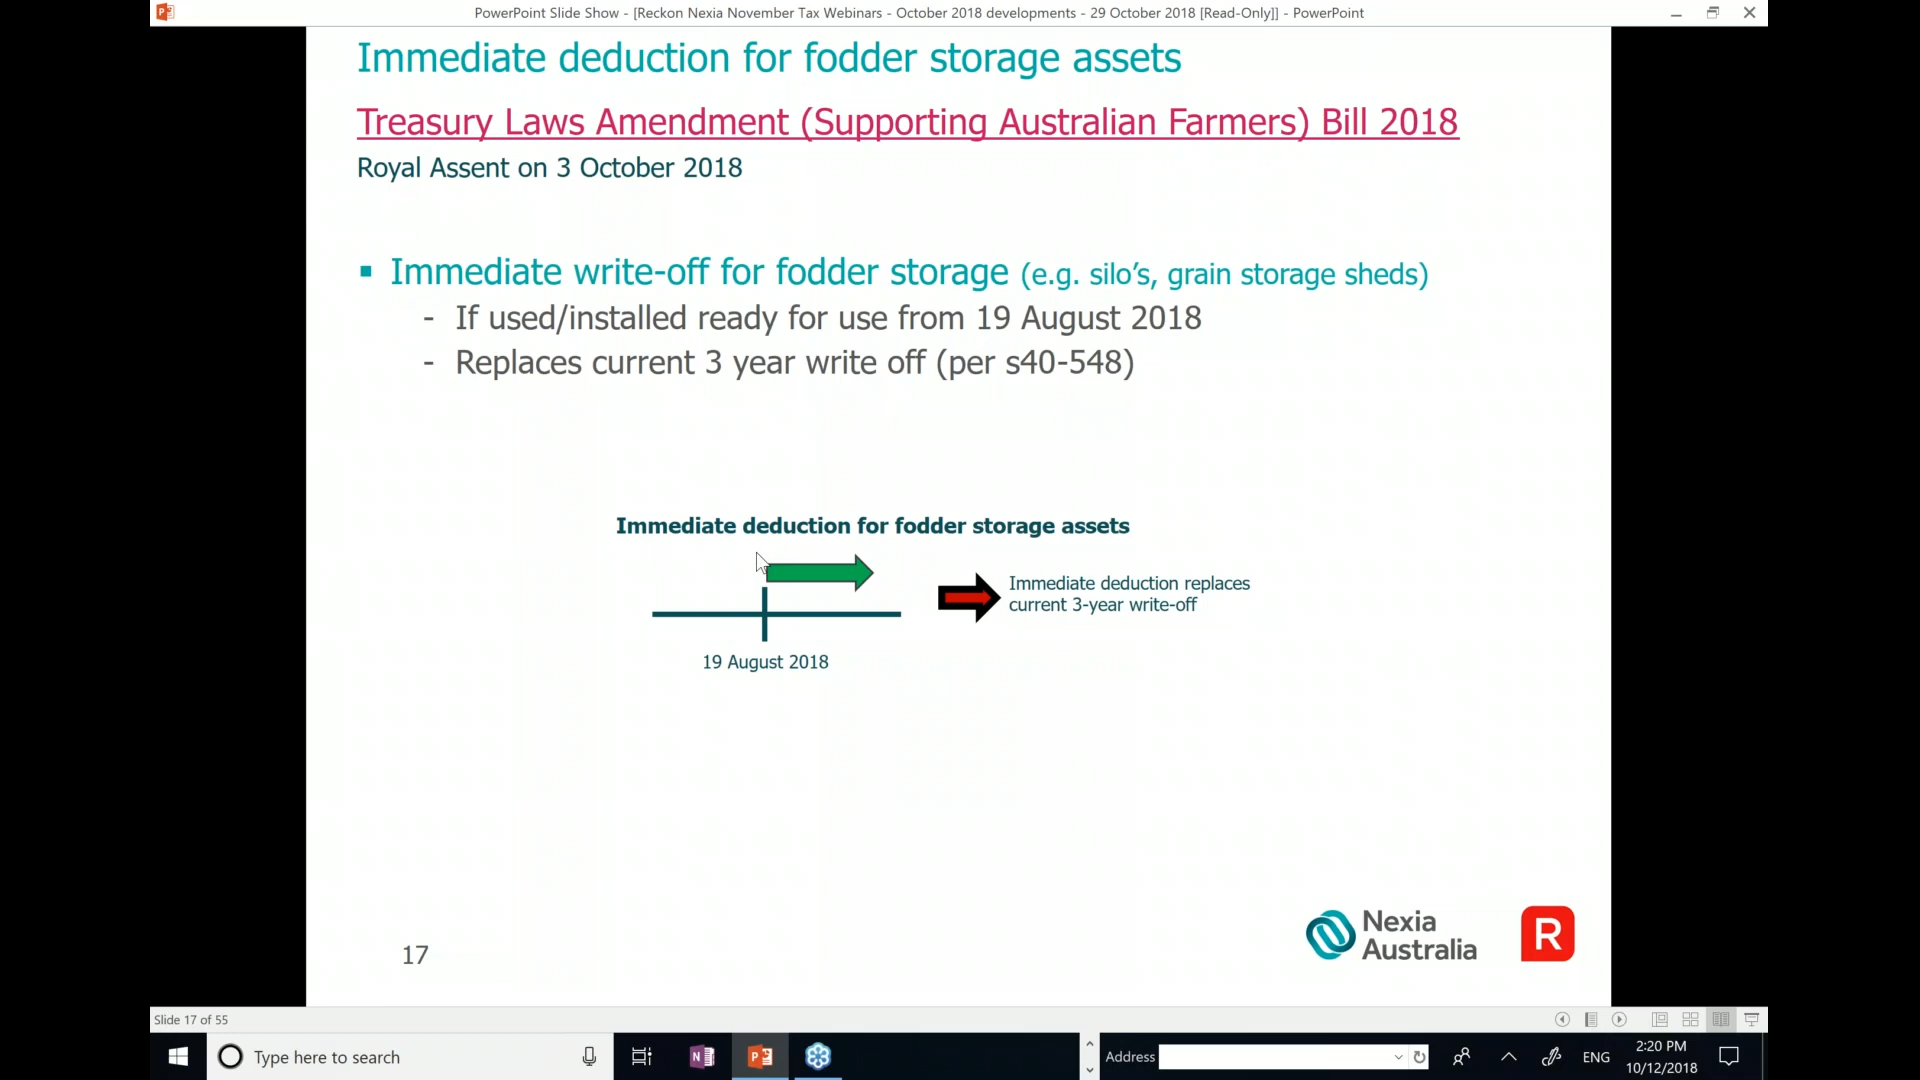 PowerPoint Slide Show - [Reckon Nexia November Tax Webinars - October 2018 developments - 29 October 2018 [Read-Only]] - PowerPoint
Immediate deduction for fodder storage assets
Treasury Laws Amendment (Supporting Australian Farmers) Bill 2018
Royal Assent on 3 October 2018
▪ Immediate write-off for fodder storage (e.g. silo's, grain storage sheds)
- If used/installed ready for use from 19 August 2018
- Replaces current 3 year write off (per s40-548)
Immediate deduction for fodder storage assets
Immediate deduction replaces
current 3-year write-off
19 August 2018
Nexia
Australia
R
17
Slide 17 of 55
Type here to search
Address
ENG
2:20 PM
10/12/2018